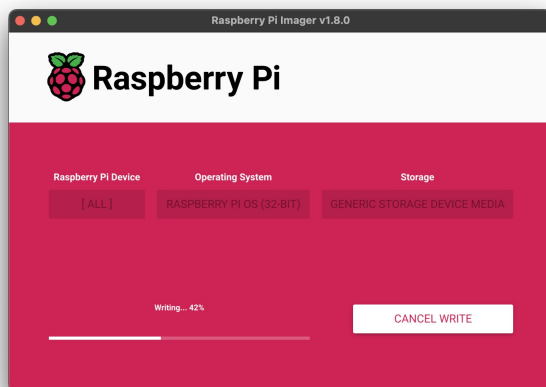 Raspberry Pi Imager v1.8.0
Raspberry Pi
Raspberry Pi Device
Operating System
Storage
[ ALL ]
RASPBERRY PI OS (32-BIT)
GENERIC STORAGE DEVICE MEDIA
Writing... 42%
CANCEL WRITE